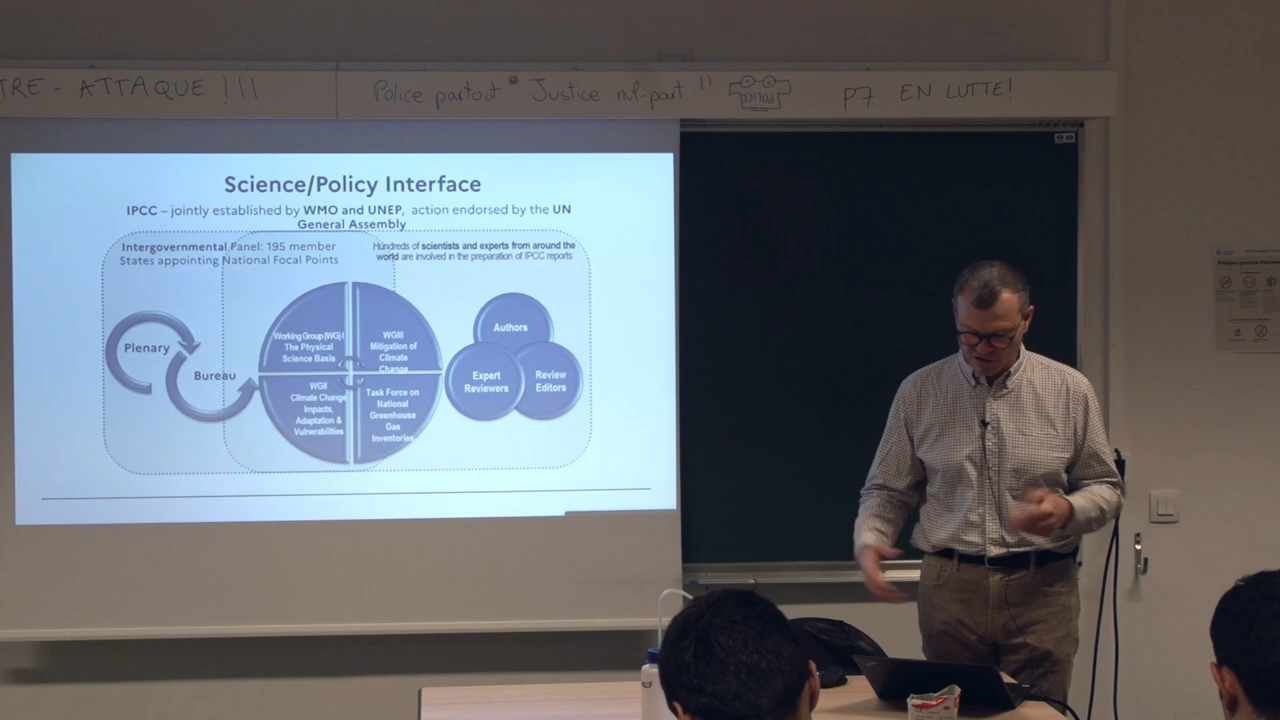 TRE - ATTAQUE !!!
Police partout Justice nul-part !! POLICE P7 EN LUTTE!
Science/Policy Interface
IPCC – jointly established by WMO and UNEP, action endorsed by the UN
General Assembly
Intergovernmental Panel: 195 member
States appointing National Focal Points
Hundreds of scientists and experts from around the
world are involved in the preparation of IPCC reports
Plenary
Bureau
Working Group (WG) I
The Physical
Science Basis
WGIII
Mitigation of
Climate
Change
WGII
Climate Change
Impacts,
Adaptation &
Vulnerabilities
Task Force on
National
Greenhouse
Gas
Inventories
Authors
Expert
Reviewers
Review
Editors